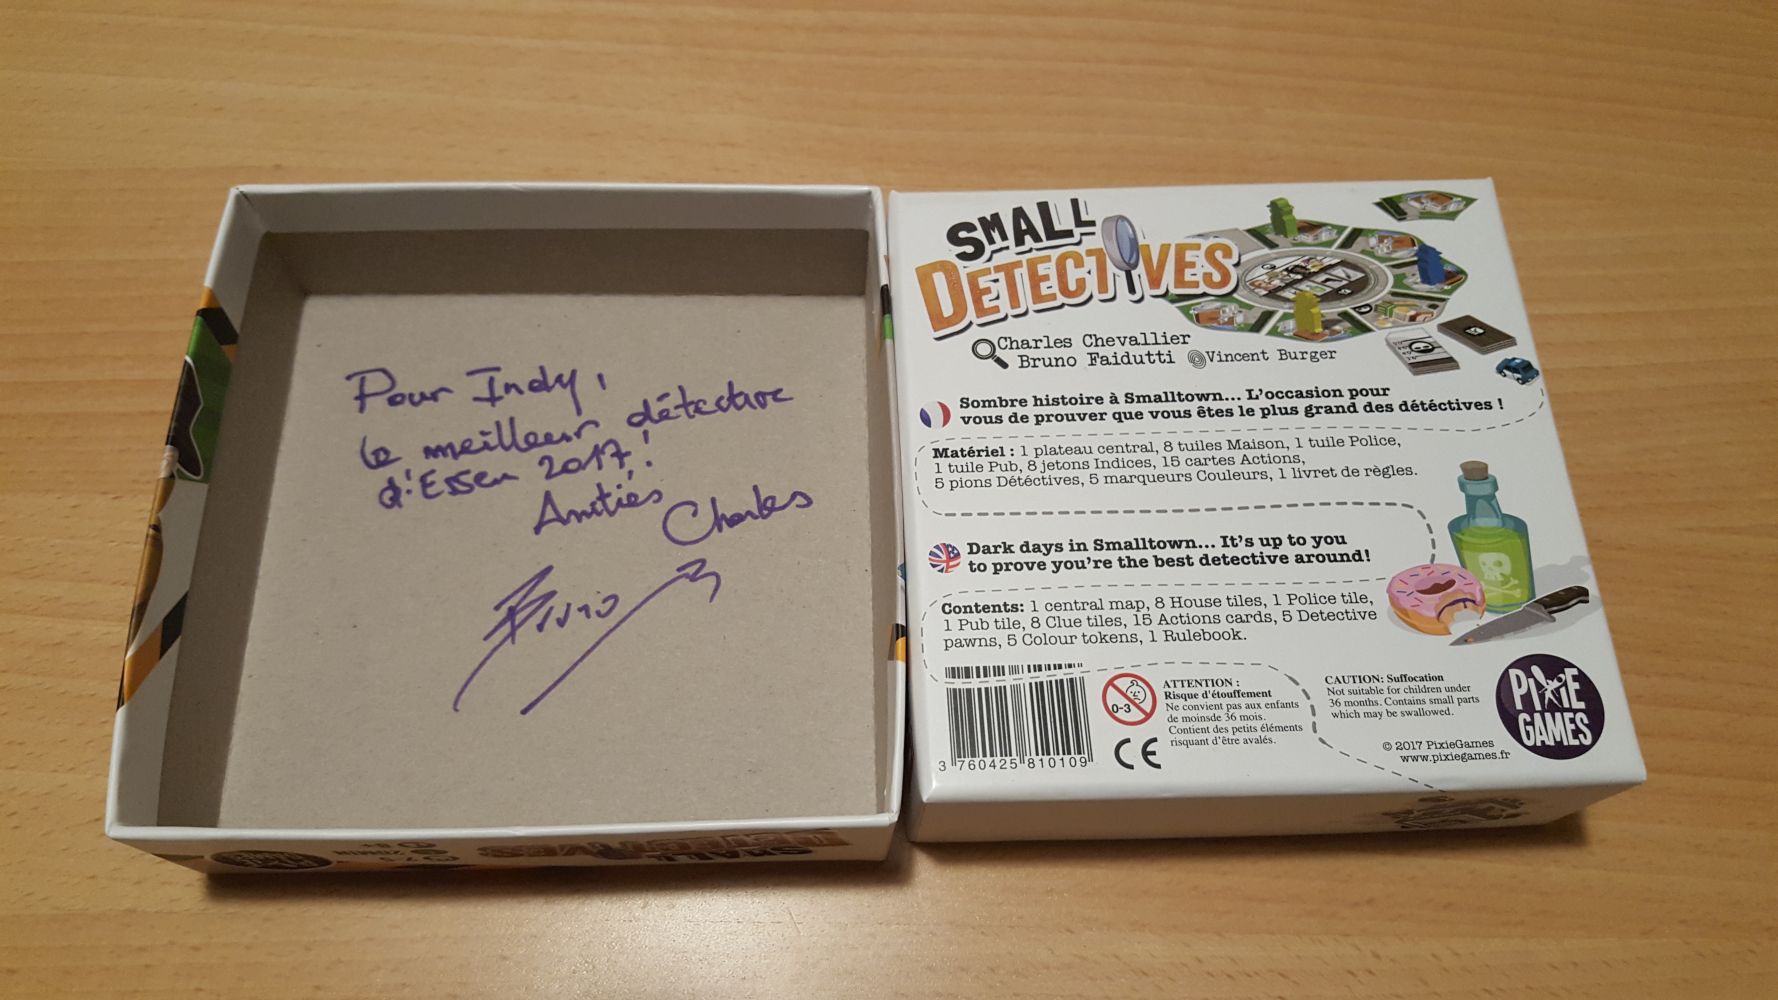 Pour Indy,
le meilleur détective
d'Essen 2017!
Amitiés
Charles
Bruno
SMALL
DETECTIVES
Charles Chevallier
Bruno Faidutti Vincent Burger
Sombre histoire à Smalltown... L'occasion pour
vous de prouver que vous êtes le plus grand des détéctives !
Matériel : 1 plateau central, 8 tuiles Maison, 1 tuile Police,
1 tuile Pub, 8 jetons Indices, 15 cartes Actions,
5 pions Détéctives, 5 marqueurs Couleurs, 1 livret de règles.
Dark days in Smalltown... It's up to you
to prove you're the best detective around!
Contents: 1 central map, 8 House tiles, 1 Police tile,
1 Pub tile, 8 Clue tiles, 15 Actions cards, 5 Detective
pawns, 5 Colour tokens, 1 Rulebook.
3 760425 810109
0-3
ATTENTION :
Risque d'étouffement
Ne convient pas aux enfants
de moinsde 36 mois.
Contient des petits éléments
risquant d'être avalés.
CE
CAUTION: Suffocation
Not suitable for children under
36 months. Contains small parts
which may be swallowed.
PIXIE
GAMES
© 2017 PixieGames
www.pixiegames.fr
SMALL
DETECTIVES